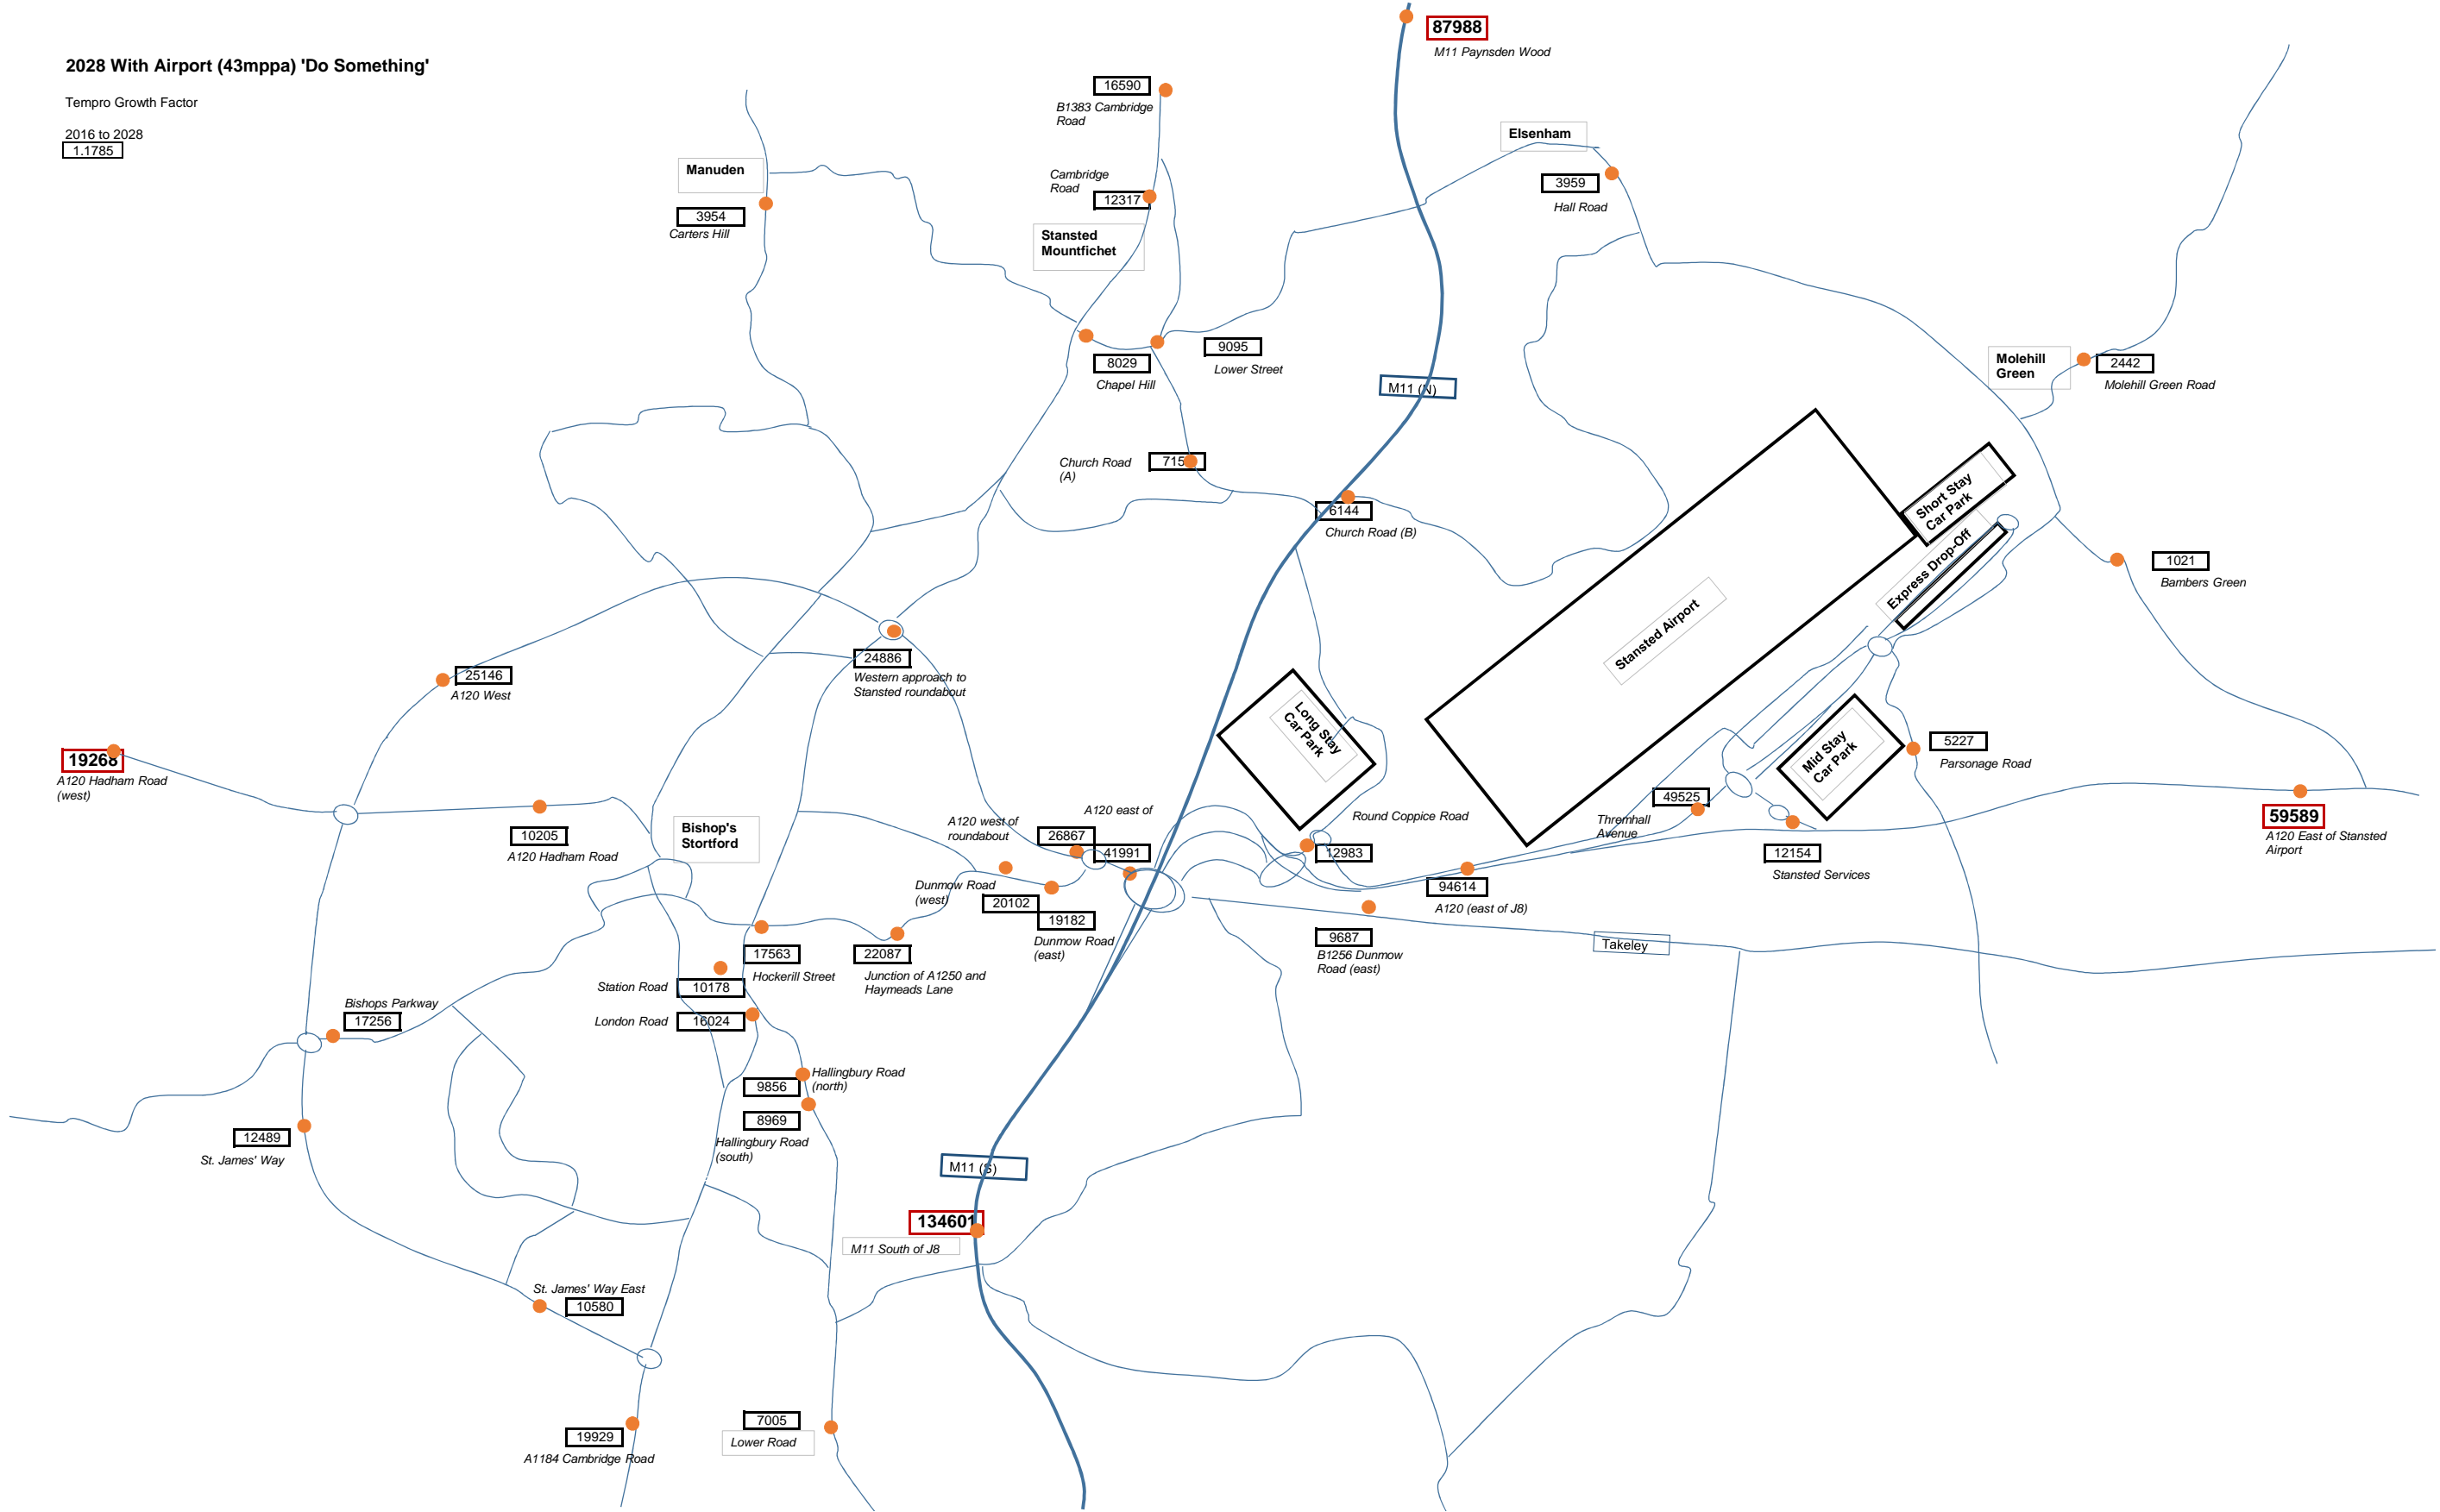 87988
M11 Paynsden Wood
2028 With Airport (43mppa) 'Do Something'
Tempro Growth Factor
2016 to 2028
1.1785
16590
B1383 Cambridge
Road
Elsenham
Manuden
Cambridge
Road
12317
3959
Hall Road
3954
Carters Hill
Stansted
Mountfichet
9095
Lower Street
8029
Chapel Hill
M11 (N)
Molehill
Green
2442
Molehill Green Road
Church Road
(A)
715
6144
Church Road (B)
Short Stay
Car Park
Express Drop-Off
1021
Bambers Green
Stansted Airport
24886
Western approach to
Stansted roundabout
25146
A120 West
Long Stay
Car Park
Mid Stay
Car Park
5227
Parsonage Road
19268
A120 Hadham Road
(west)
10205
A120 Hadham Road
Bishop's
Stortford
A120 west of
roundabout
A120 east of
26867
41991
Round Coppice Road
12983
49525
Thremhall
Avenue
12154
Stansted Services
59589
A120 East of Stansted
Airport
Dunmow Road
(west)
20102
19182
Dunmow Road
(east)
94614
A120 (east of J8)
9687
B1256 Dunmow
Road (east)
Takeley
17563
Hockerill Street
22087
Junction of A1250 and
Haymeads Lane
Station Road
10178
London Road
16024
Bishops Parkway
17256
Hallingbury Road
(north)
9856
8969
Hallingbury Road
(south)
12489
St. James' Way
M11 (S)
134601
M11 South of J8
St. James' Way East
10580
7005
Lower Road
19929
A1184 Cambridge Road